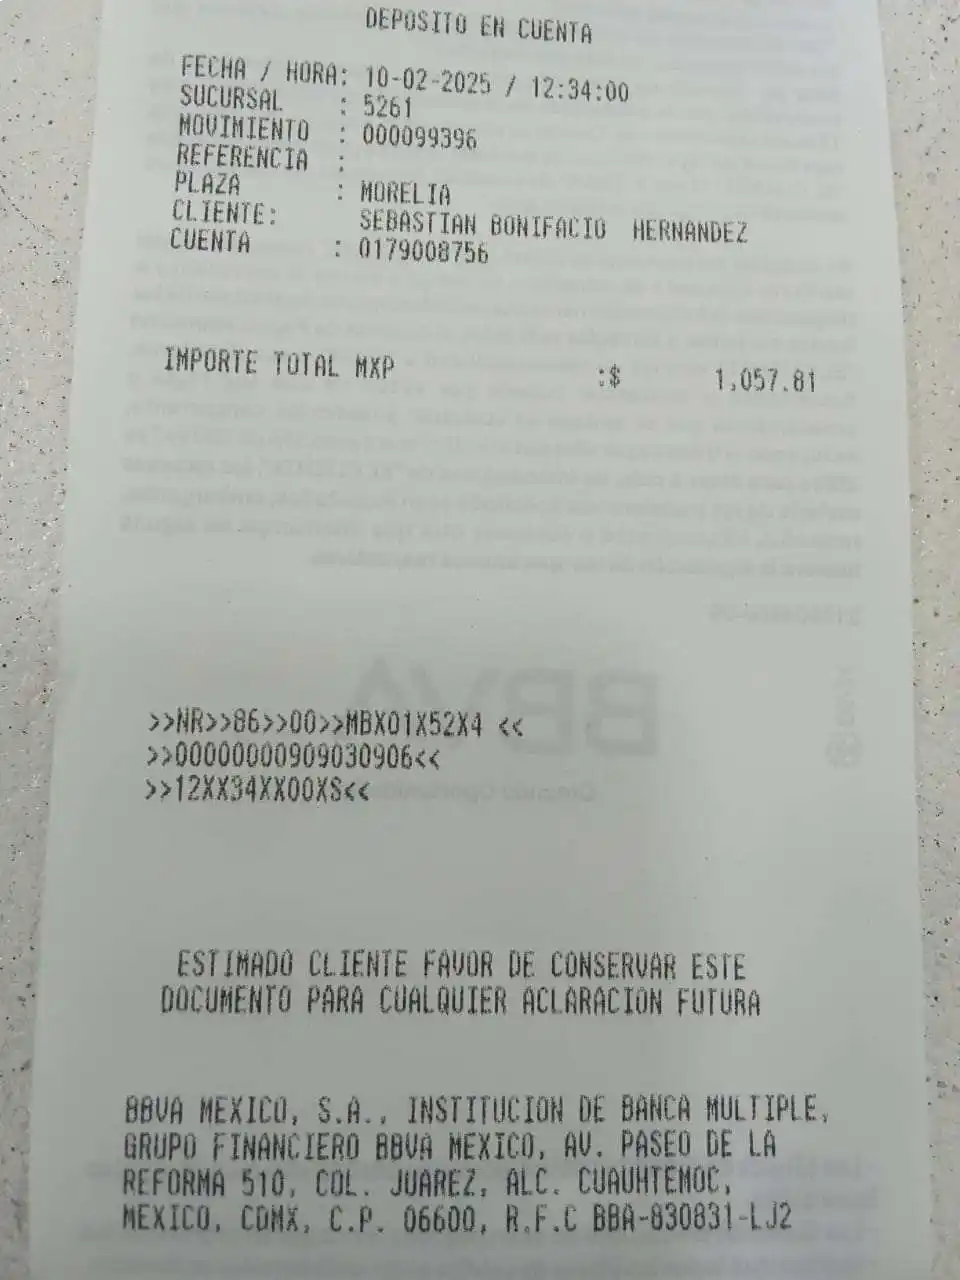 DEPOSITO EN CUENTA
FECHA / HORA: 10-02-2025 / 12:34:00
SUCURSAL : 5261
MOVIMIENTO : 000099396
REFERENCIA :
PLAZA : MORELIA
CLIENTE: SEBASTIAN BONIFACIO HERNANDEZ
CUENTA : 0179008756
IMPORTE TOTAL MXP :$ 1,057.81
>>NR>>86>>00>>MBX01X52X4 <<
>>00000000909030906<<
>>12XX34XX00XS<<
ESTIMADO CLIENTE FAVOR DE CONSERVAR ESTE
DOCUMENTO PARA CUALQUIER ACLARACION FUTURA
BBVA MEXICO, S.A., INSTITUCION DE BANCA MULTIPLE,
GRUPO FINANCIERO BBVA MEXICO, AV. PASEO DE LA
REFORMA 510, COL. JUAREZ, ALC. CUAUHTEMOC,
MEXICO, CDMX, C.P. 06600, R.F.C BBA-830831-LJ2